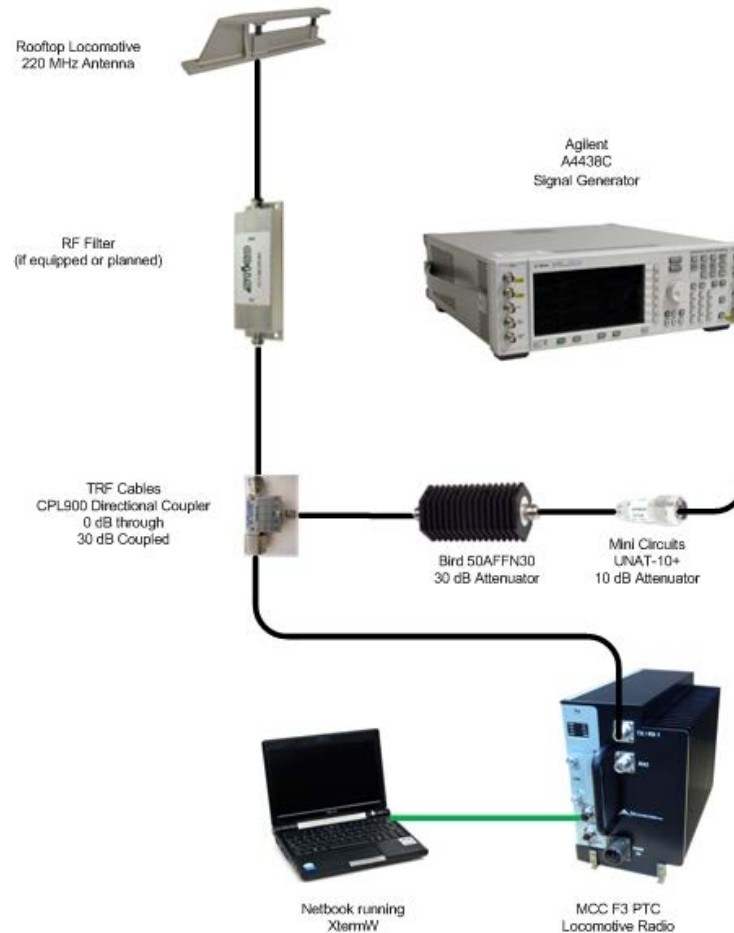 Rooftop Locomotive
220 MHz Antenna
Agilent
A4438C
Signal Generator
RF Filter
(if equipped or planned)
TRF Cables
CPL900 Directional Coupler
0 dB through
30 dB Coupled
Bird 50AFFN30
30 dB Attenuator
Mini Circuits
UNAT-10+
10 dB Attenuator
Netbook running
XtermW
MCC F3 PTC
Locomotive Radio